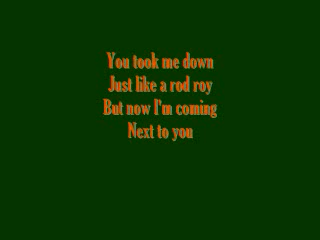 You took me down
Just like a rod roy
But now I'm coming
Next to you